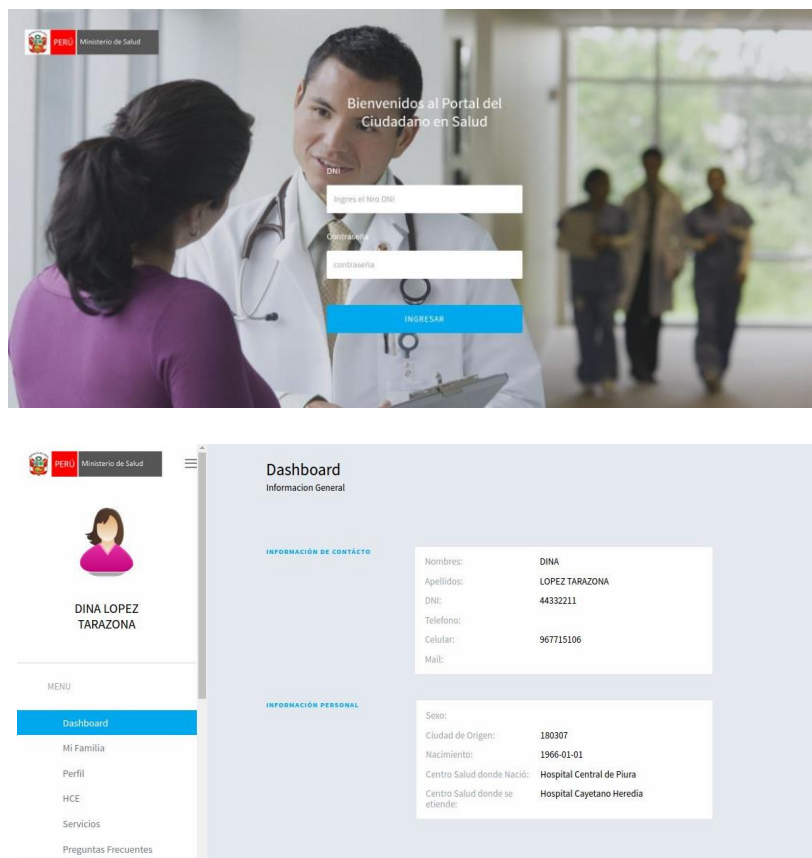 PERÚ Ministerio de Salud
Bienvenidos al Portal del
Ciudadano en Salud
DNI
Ingres el Nro DNI
Contraseña
contraseña
INGRESAR
PERÚ Ministerio de Salud
DINA LOPEZ
TARAZONA
MENU
Dashboard
Mi Familia
Perfil
HCE
Servicios
Preguntas Frecuentes
Dashboard
Informacion General
INFORMACIÓN DE CONTÁCTO
Nombres: DINA
Apellidos: LOPEZ TARAZONA
DNI: 44332211
Telefono:
Celular: 967715106
Mail:
INFORMACIÓN PERSONAL
Sexo:
Ciudad de Origen: 180307
Nacimiento: 1966-01-01
Centro Salud donde Nació: Hospital Central de Piura
Centro Salud donde se Hospital Cayetano Heredia
etiende: